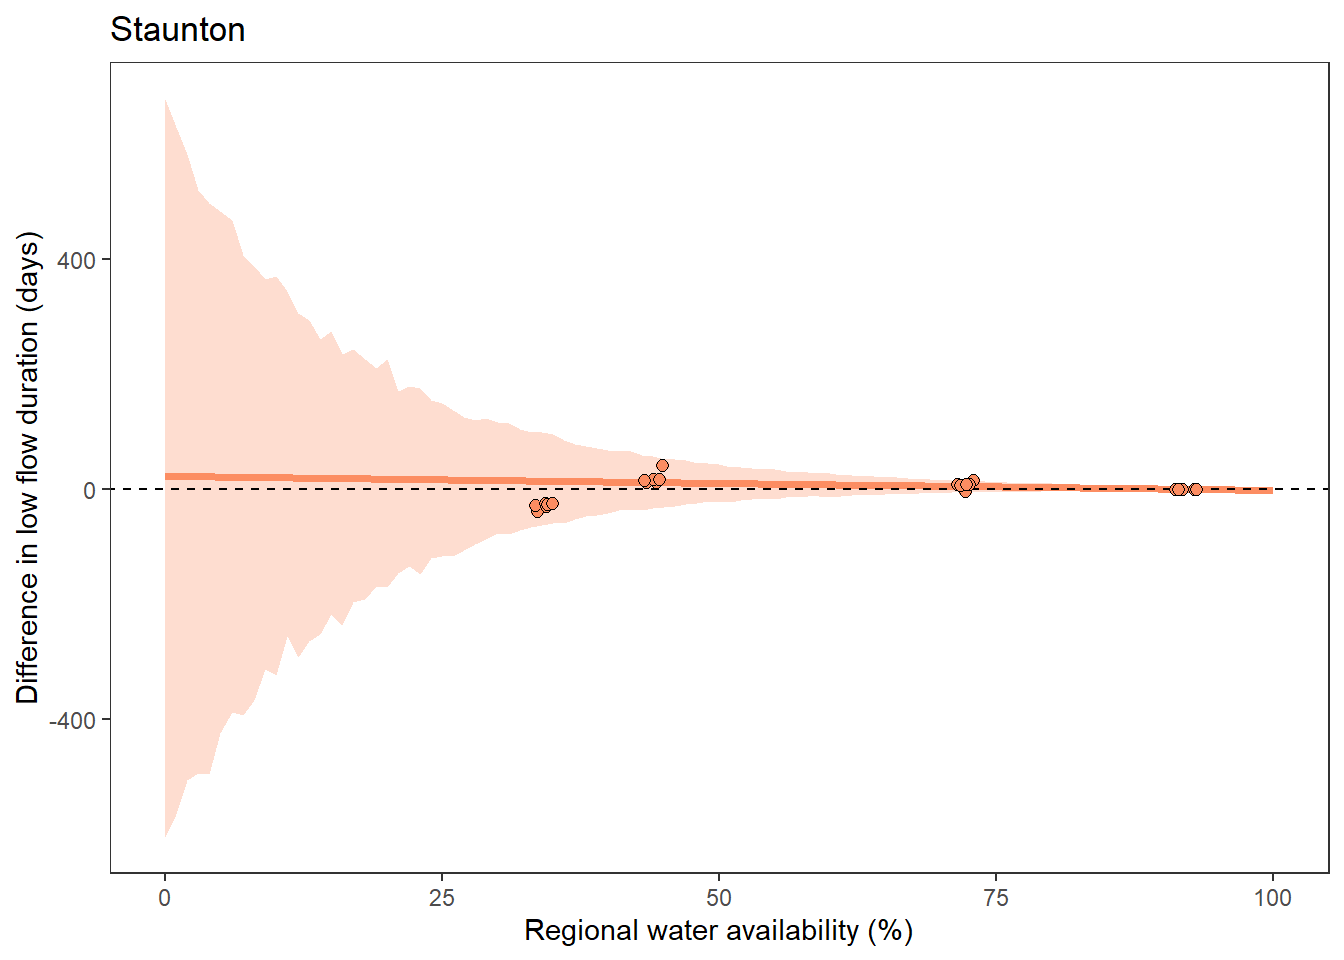 Staunton
Difference in low flow duration (days)
400
0
-400
0
25
50
75
100
Regional water availability (%)